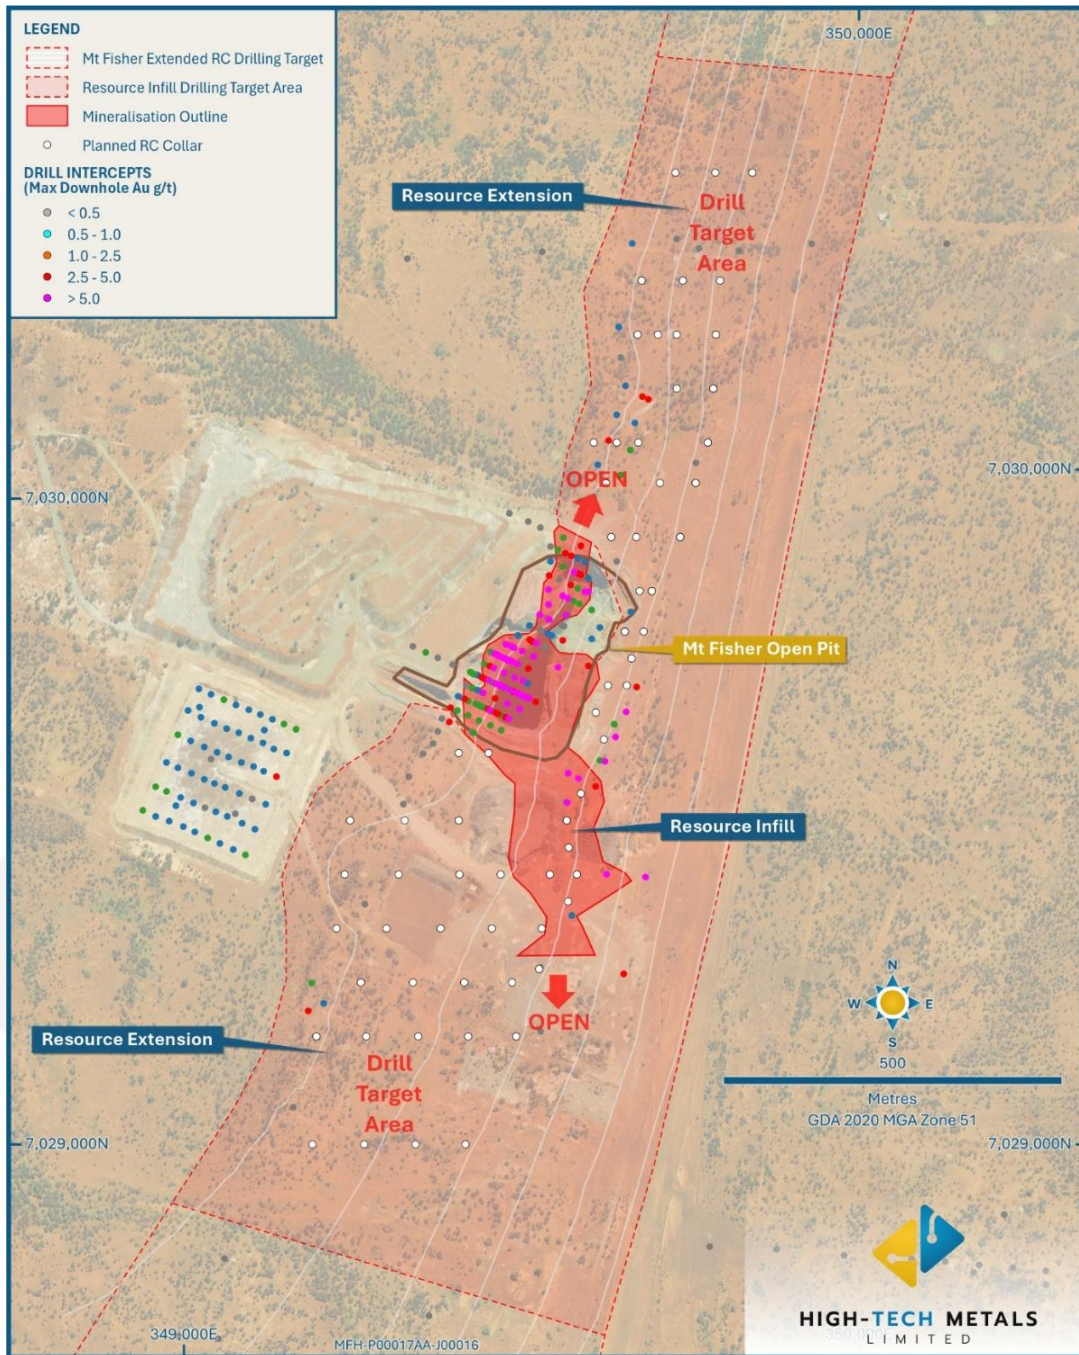 LEGEND
Mt Fisher Extended RC Drilling Target
Resource Infill Drilling Target Area
Mineralisation Outline
Planned RC Collar
DRILL INTERCEPTS
(Max Downhole Au g/t)
< 0.5
0.5 - 1.0
1.0 - 2.5
2.5 - 5.0
> 5.0
350,000E
Resource Extension
Drill
Target
Area
7,030,000N
7,030,000N
OPEN
Mt Fisher Open Pit
Resource Infill
OPEN
Resource Extension
Drill
Target
Area
N
W
E
S
500
Metres
GDA 2020 MGA Zone 51
7,029,000N
7,029,000N
349,000E
MFH-P00017AA-J00016
HIGH-TECH METALS
LIMITED
350,000E